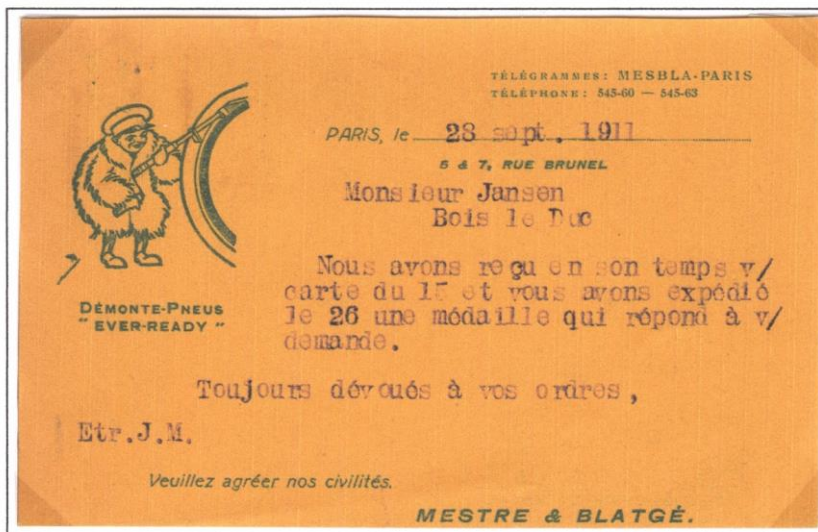 TÉLÉGRAMMES: MESBLA-PARIS
TÉLÉPHONE: 545-60 — 545-63
PARIS, le 28 sept. 1911
5 & 7, RUE BRUNEL
Monsieur Jansen
Bois le Duc
Nous avons reçu en son temps v/
carte du 15 et vous avons expédié
le 26 une médaille qui répond à v/
demande.
DÉMONTE-PNEUS
"EVER-READY"
Toujours dévoués à vos ordres,
Etr.J.M.
Veuillez agréer nos civilités.
MESTRE & BLATGÉ.